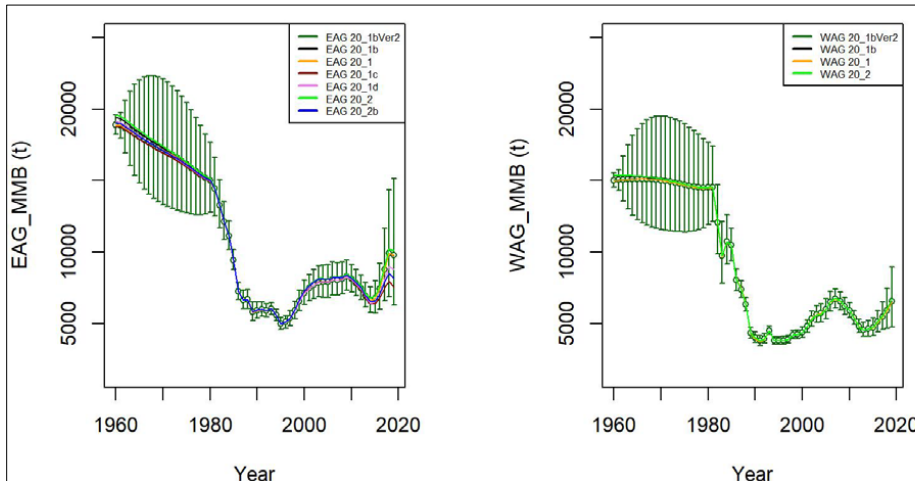 EAG_MMB (t)
20000
10000
5000
EAG 20_1bVer2
EAG 20_1b
EAG 20_1
EAG 20_1c
EAG 20_1d
EAG 20_2
EAG 20_2b
1960 1980 2000 2020
Year
WAG_MMB (t)
20000
10000
5000
WAG 20_1bVer2
WAG 20_1b
WAG 20_1
WAG 20_2
1960 1980 2000 2020
Year